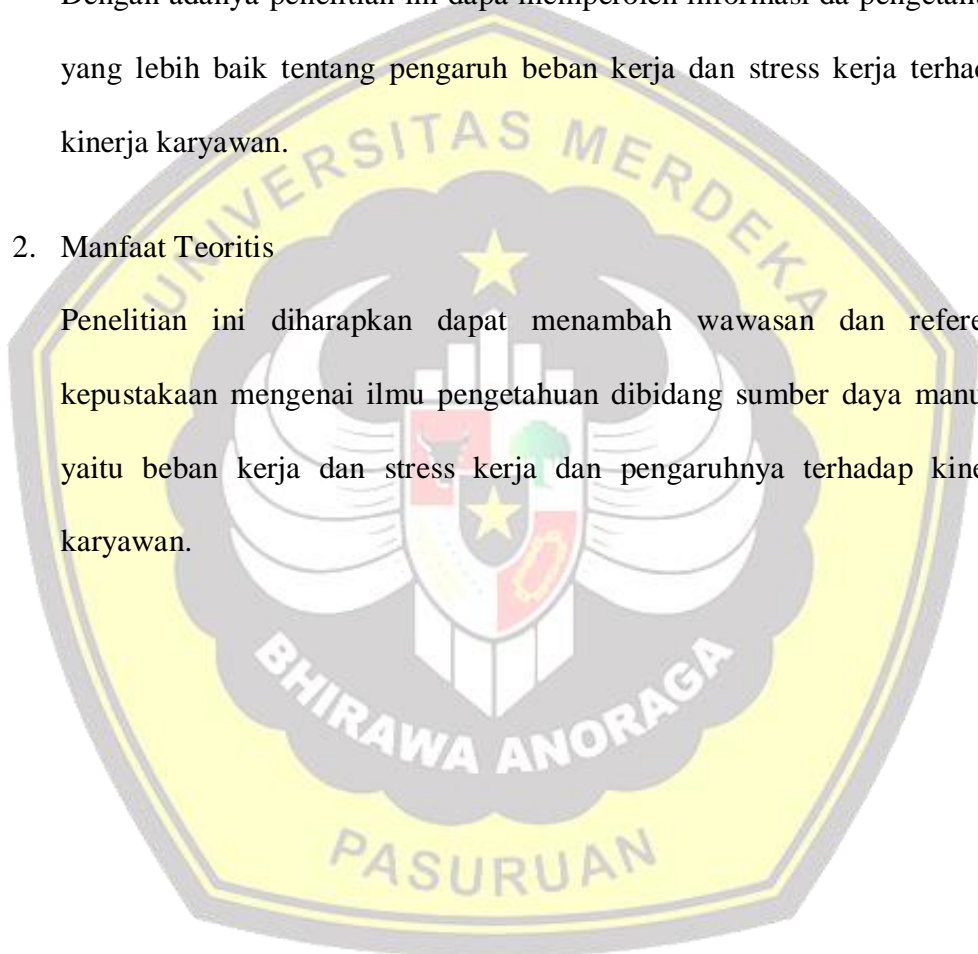 yang lebih baik tentang pengaruh beban kerja dan stress kerja
kinerja karyawan.
2. Manfaat Teoritis
Penelitian ini diharapkan dapat menambah wawasan dan
kepustakaan mengenai ilmu pengetahuan dibidang sumber daya
yaitu beban kerja dan stress kerja dan pengaruhnya terhadap
karyawan.
UNIVERSITAS MERDEKA
BHIRAWA ANORAGA
PASURUAN